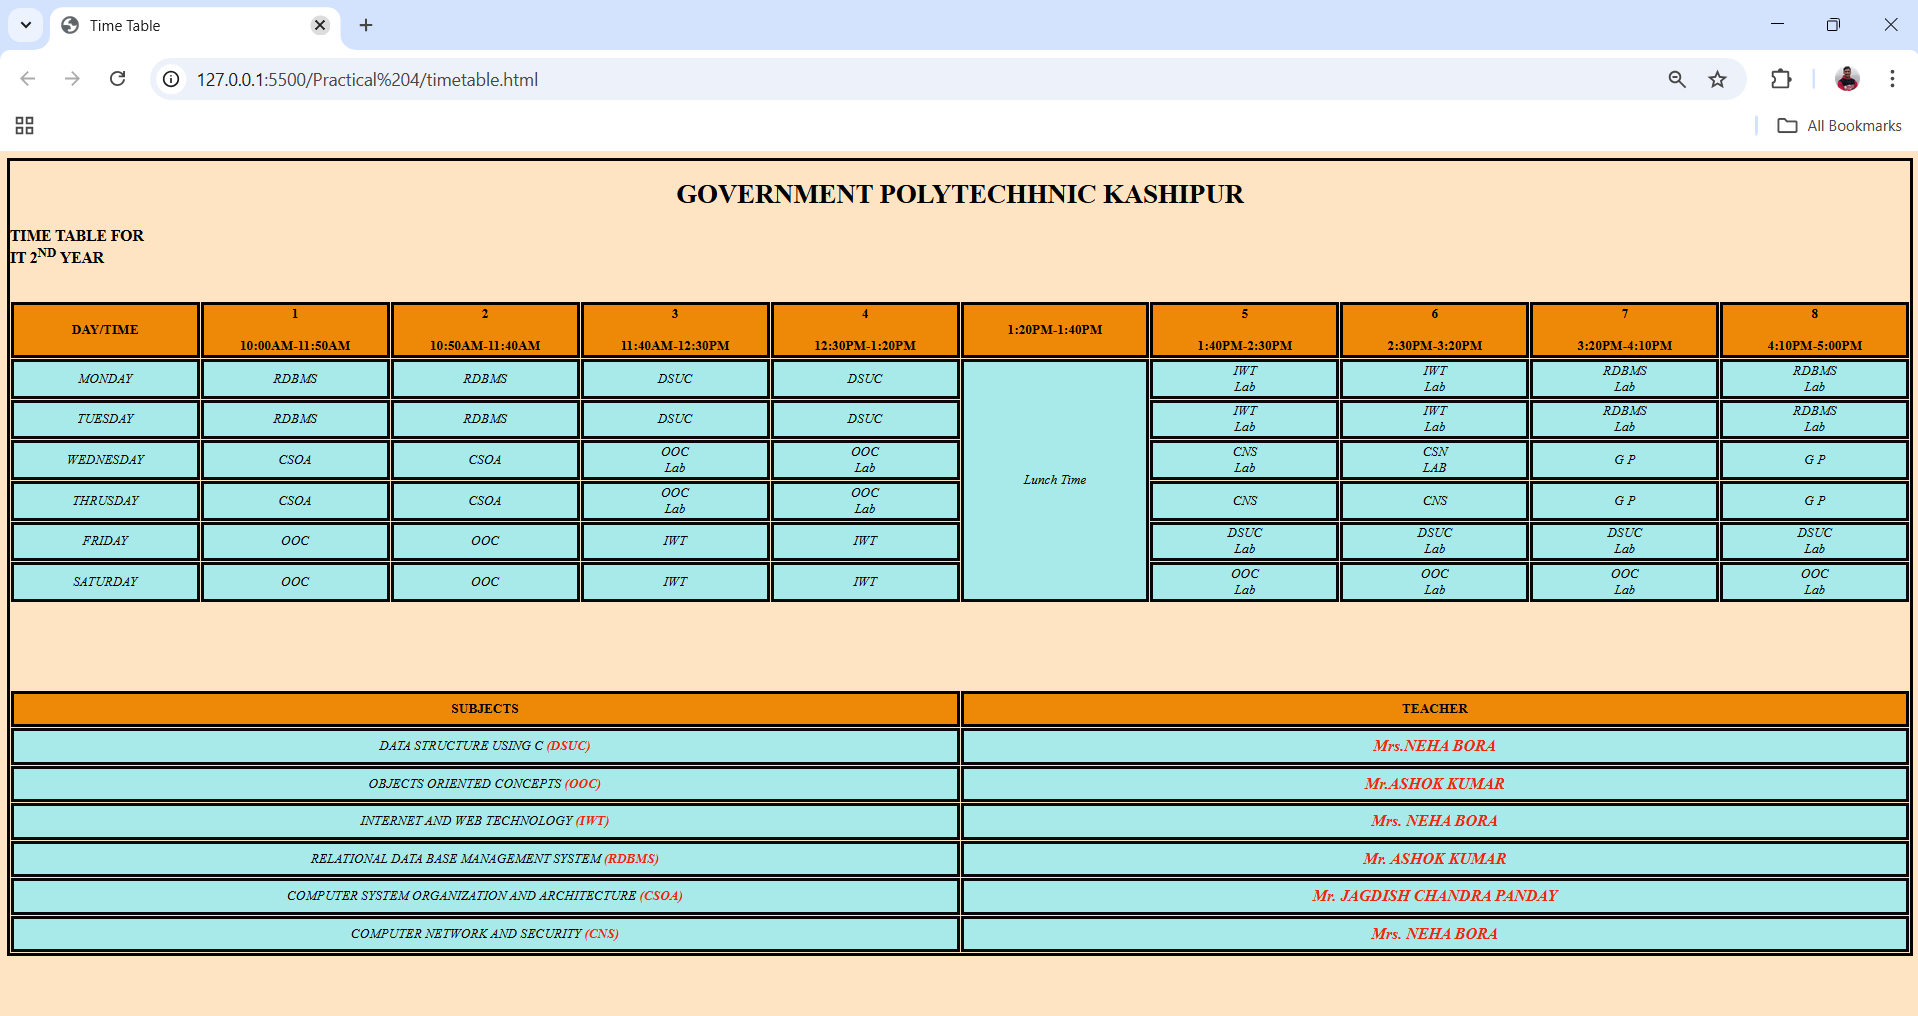 Time Table
127.0.0.1:5500/Practical%204/timetable.html
All Bookmarks
GOVERNMENT POLYTECHHNIC KASHIPUR
TIME TABLE FOR
IT 2ND YEAR
DAY/TIME 1 10:00AM-11:50AM 2 10:50AM-11:40AM 3 11:40AM-12:30PM 4 12:30PM-1:20PM 1:20PM-1:40PM 5 1:40PM-2:30PM 6 2:30PM-3:20PM 7 3:20PM-4:10PM 8 4:10PM-5:00PM
MONDAY RDBMS RDBMS DSUC DSUC Lunch Time IWT Lab IWT Lab RDBMS Lab RDBMS Lab
TUESDAY RDBMS RDBMS DSUC DSUC IWT Lab IWT Lab RDBMS Lab RDBMS Lab
WEDNESDAY CSOA CSOA OOC Lab OOC Lab CNS Lab CSN LAB G P G P
THRUSDAY CSOA CSOA OOC Lab OOC Lab CNS CNS G P G P
FRIDAY OOC OOC IWT IWT DSUC Lab DSUC Lab DSUC Lab DSUC Lab
SATURDAY OOC OOC IWT IWT OOC Lab OOC Lab OOC Lab OOC Lab
SUBJECTS TEACHER
DATA STRUCTURE USING C (DSUC) Mrs.NEHA BORA
OBJECTS ORIENTED CONCEPTS (OOC) Mr.ASHOK KUMAR
INTERNET AND WEB TECHNOLOGY (IWT) Mrs. NEHA BORA
RELATIONAL DATA BASE MANAGEMENT SYSTEM (RDBMS) Mr. ASHOK KUMAR
COMPUTER SYSTEM ORGANIZATION AND ARCHITECTURE (CSOA) Mr. JAGDISH CHANDRA PANDAY
COMPUTER NETWORK AND SECURITY (CNS) Mrs. NEHA BORA